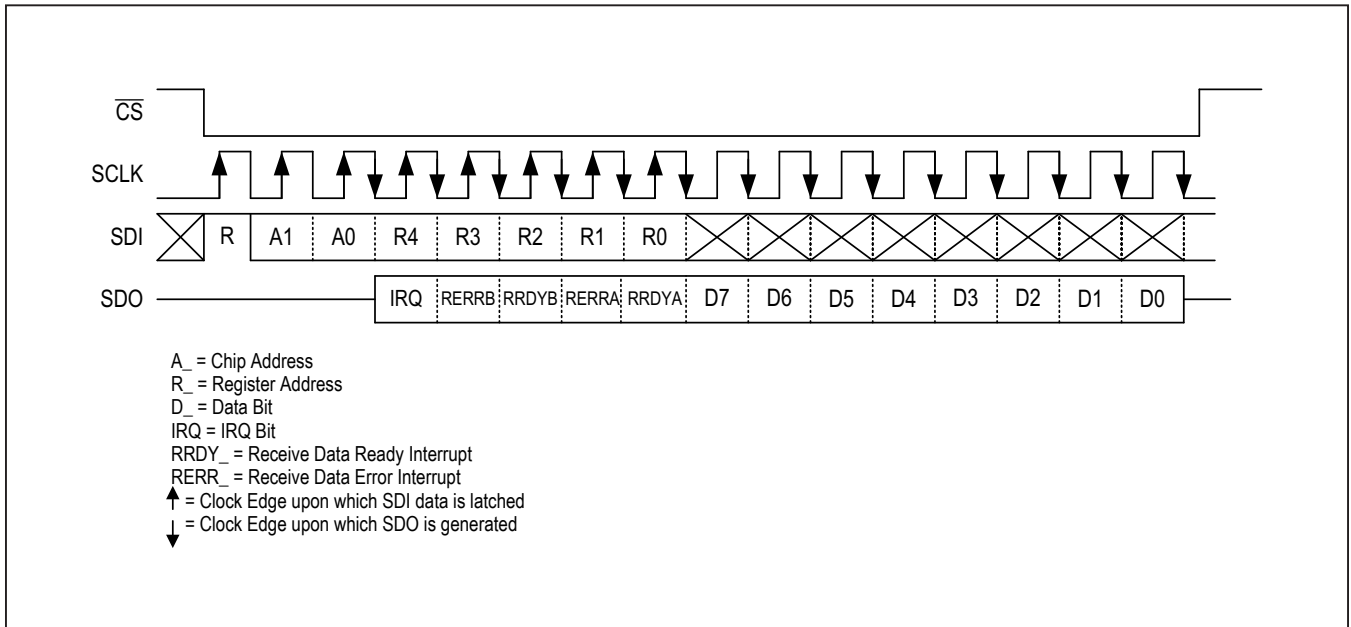 CS
SCLK
SDI R A1 A0 R4 R3 R2 R1 R0
SDO IRQ RERRB RRDYB RERRA RRDYA D7 D6 D5 D4 D3 D2 D1 D0
A_ = Chip Address
R_ = Register Address
D_ = Data Bit
IRQ = IRQ Bit
RRDY_ = Receive Data Ready Interrupt
RERR_ = Receive Data Error Interrupt
= Clock Edge upon which SDI data is latched
= Clock Edge upon which SDO is generated